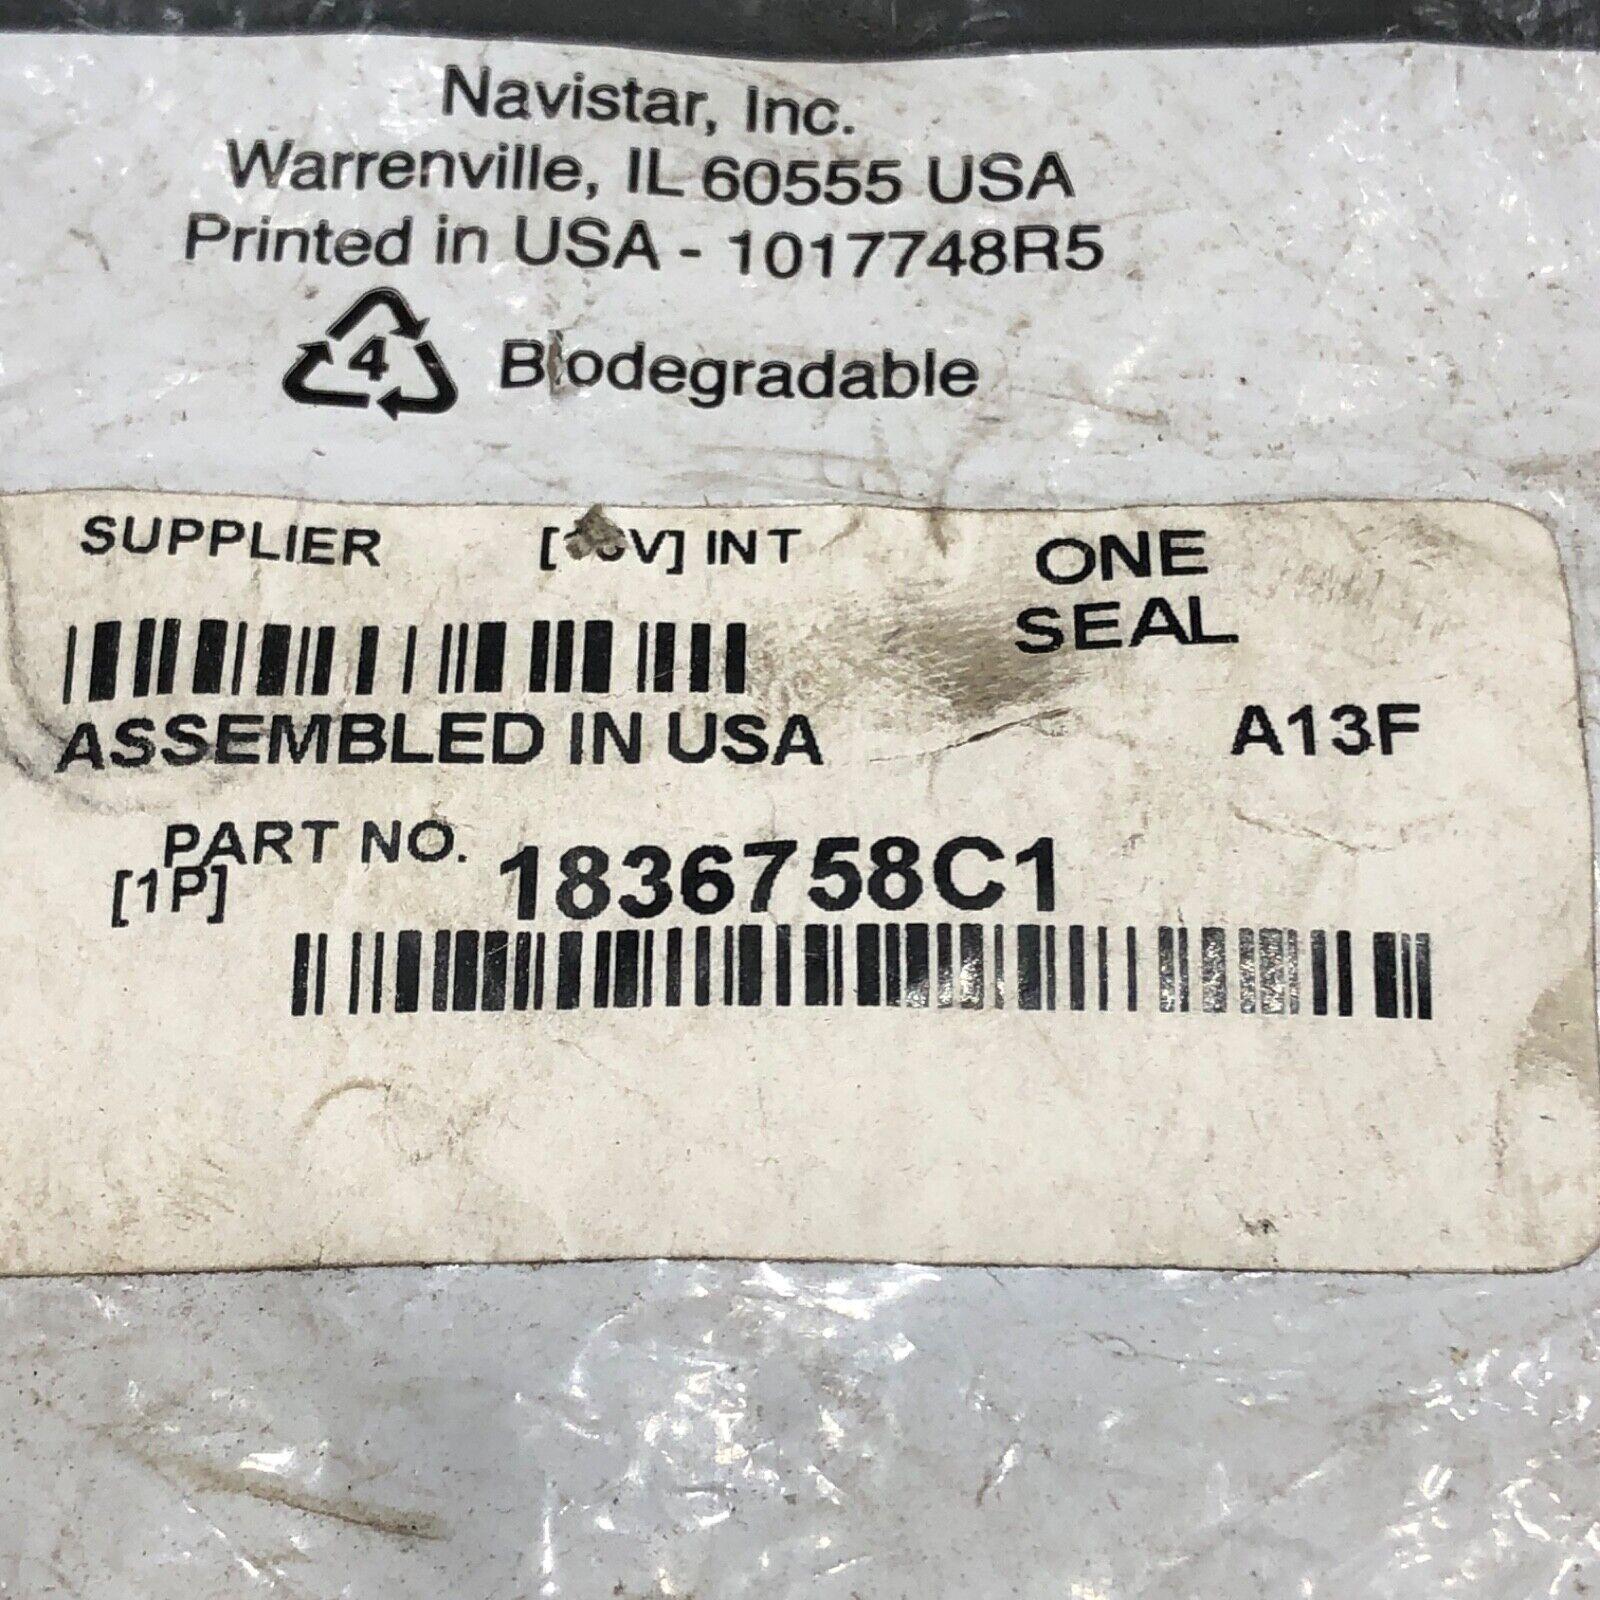 Navistar, Inc.
Warrenville, IL 60555 USA
Printed in USA - 1017748R5
4 Biodegradable
SUPPLIER INT
ONE
SEAL
ASSEMBLED IN USA A13F
PART NO. 1836758C1
[1P]